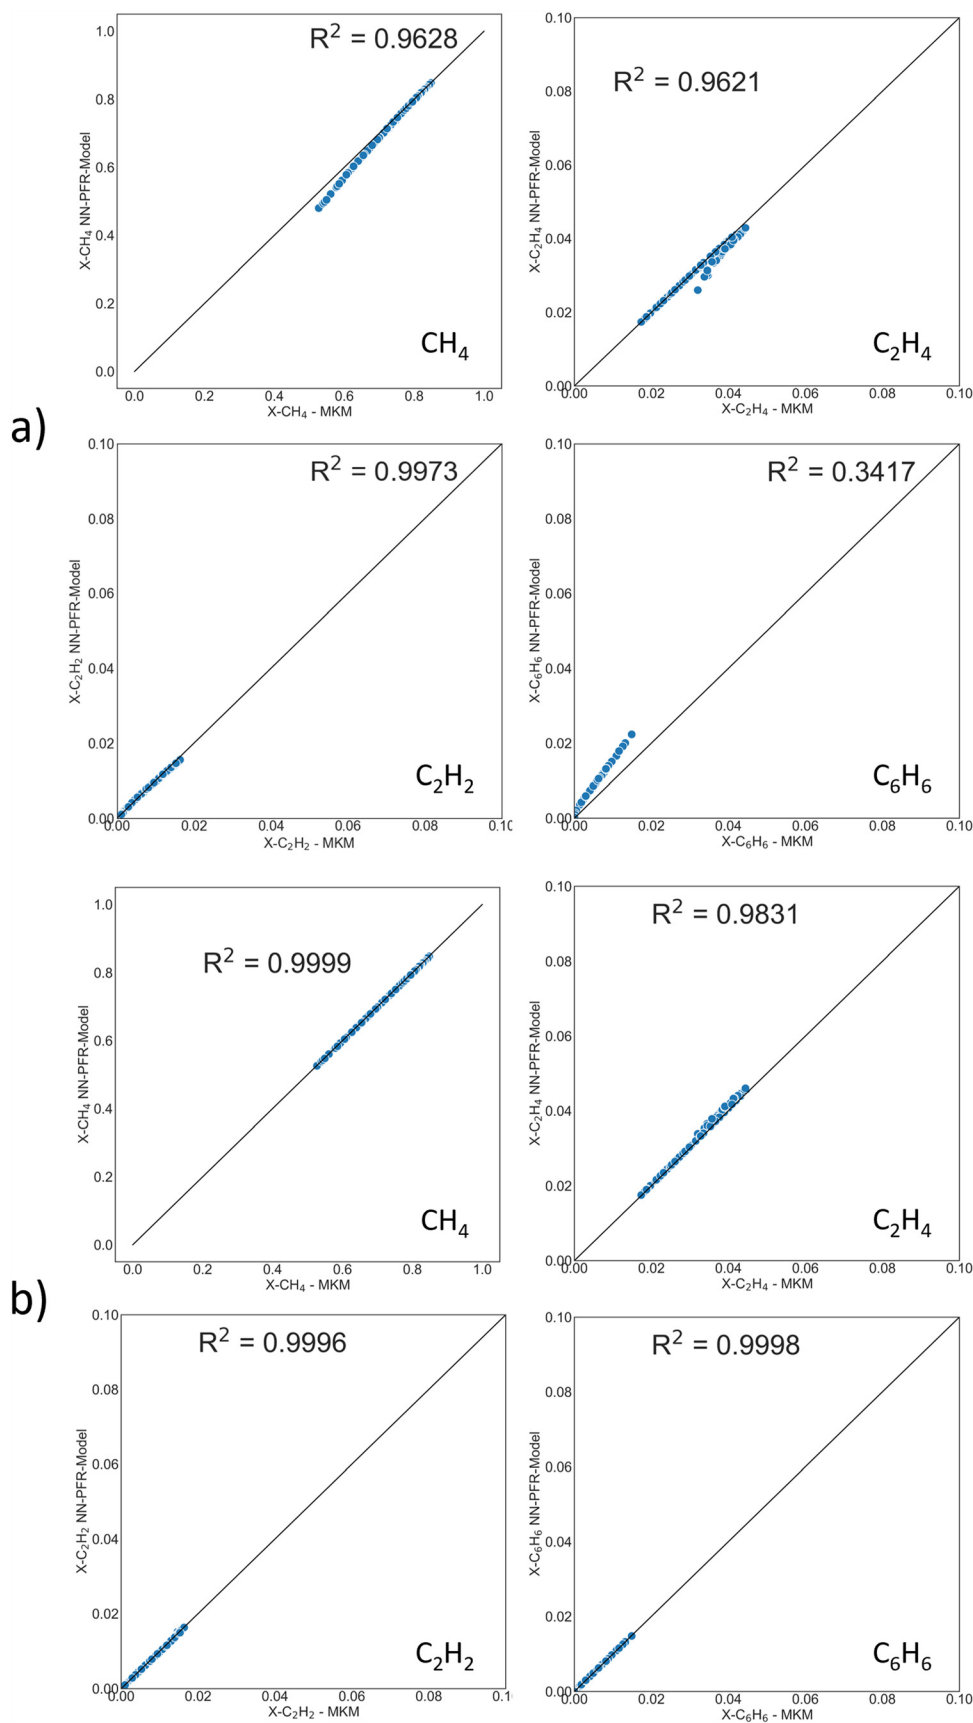 R² = 0.9628
1.0
0.8
0.6
0.4
0.2
0.0
X-CH₄ NN-PFR-Model
CH₄
0.0 0.2 0.4 0.6 0.8 1.0
X-CH₄ - MKM
R² = 0.9621
0.10
0.08
0.06
0.04
0.02
0.00
X-C₂H₄ NN-PFR-Model
C₂H₄
0.00 0.02 0.04 0.06 0.08 0.10
X-C₂H₄ - MKM
a)
R² = 0.9973
0.10
0.08
0.06
0.04
0.02
0.00
X-C₂H₂ NN-PFR-Model
C₂H₂
0.00 0.02 0.04 0.06 0.08 0.10
X-C₂H₂ - MKM
R² = 0.3417
0.10
0.08
0.06
0.04
0.02
0.00
X-C₆H₆ NN-PFR-Model
C₆H₆
0.00 0.02 0.04 0.06 0.08 0.10
X-C₆H₆ - MKM
R² = 0.9999
1.0
0.8
0.6
0.4
0.2
0.0
X-CH₄ NN-PFR-Model
CH₄
0.0 0.2 0.4 0.6 0.8 1.0
X-CH₄ - MKM
R² = 0.9831
0.10
0.08
0.06
0.04
0.02
0.00
X-C₂H₄ NN-PFR-Model
C₂H₄
0.00 0.02 0.04 0.06 0.08 0.10
X-C₂H₄ - MKM
b)
R² = 0.9996
0.10
0.08
0.06
0.04
0.02
0.00
X-C₂H₂ NN-PFR-Model
C₂H₂
0.00 0.02 0.04 0.06 0.08 0.1
X-C₂H₂ - MKM
R² = 0.9998
0.10
0.08
0.06
0.04
0.02
0.00
X-C₆H₆ NN-PFR-Model
C₆H₆
0.00 0.02 0.04 0.06 0.08 0.10
X-C₆H₆ - MKM